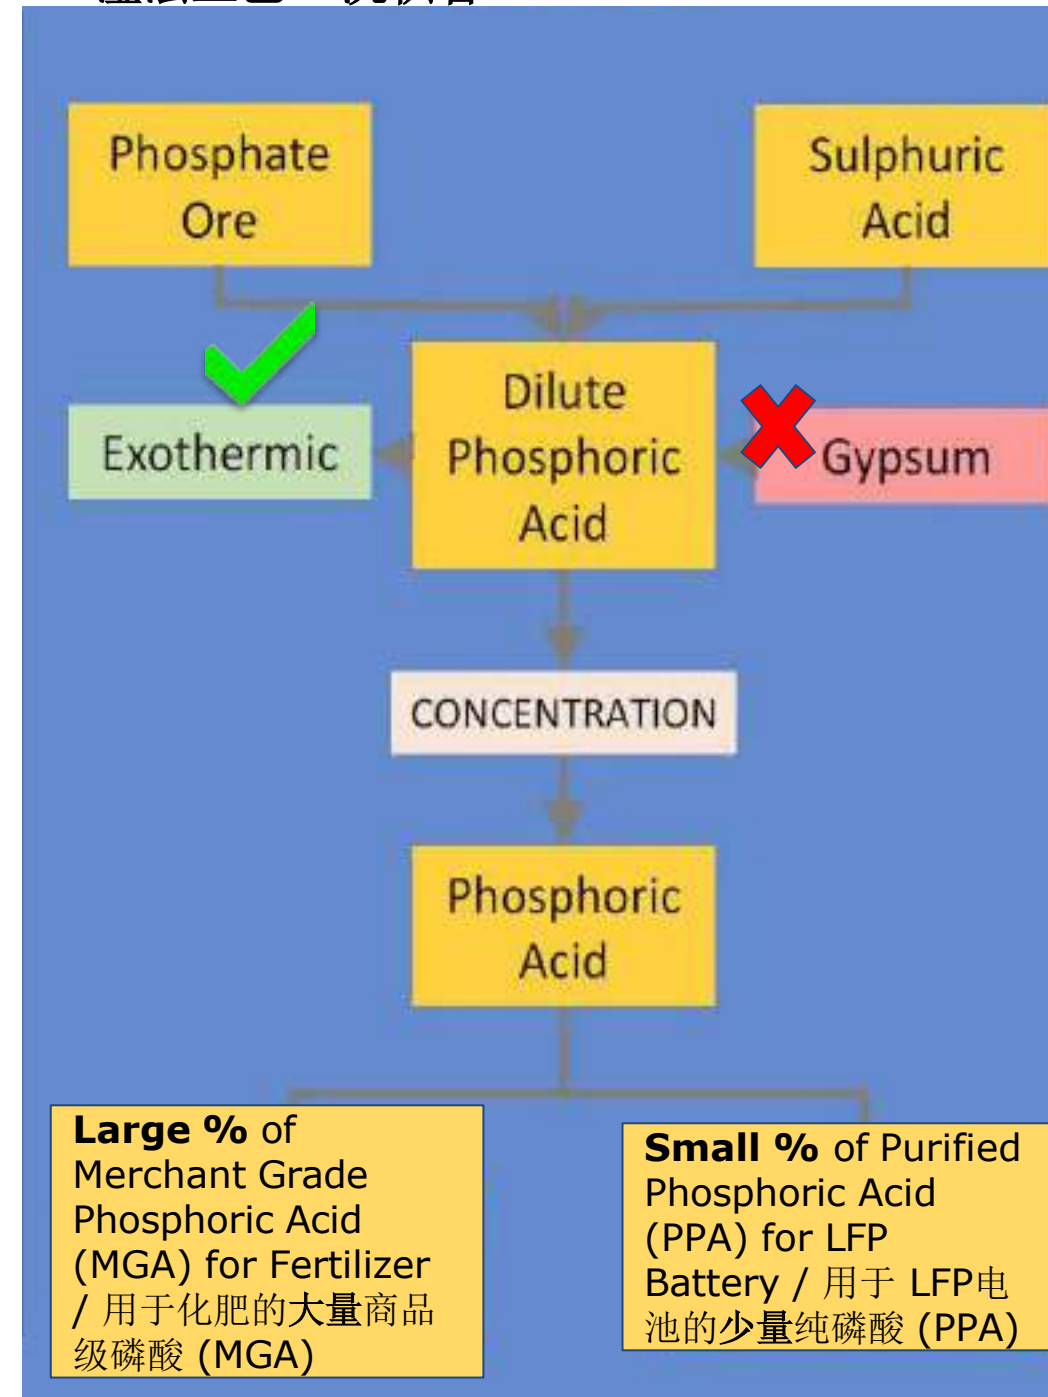 Phosphate
Ore
Sulphuric
Acid
Dilute
Phosphoric
Acid
Exothermic
Gypsum
CONCENTRATION
Phosphoric
Acid
Large % of
Merchant Grade
Phosphoric Acid
(MGA) for Fertilizer
/ 用于化肥的大量商品
级磷酸 (MGA)
Small % of Purified
Phosphoric Acid
(PPA) for LFP
Battery / 用于 LFP电
池的少量纯磷酸 (PPA)